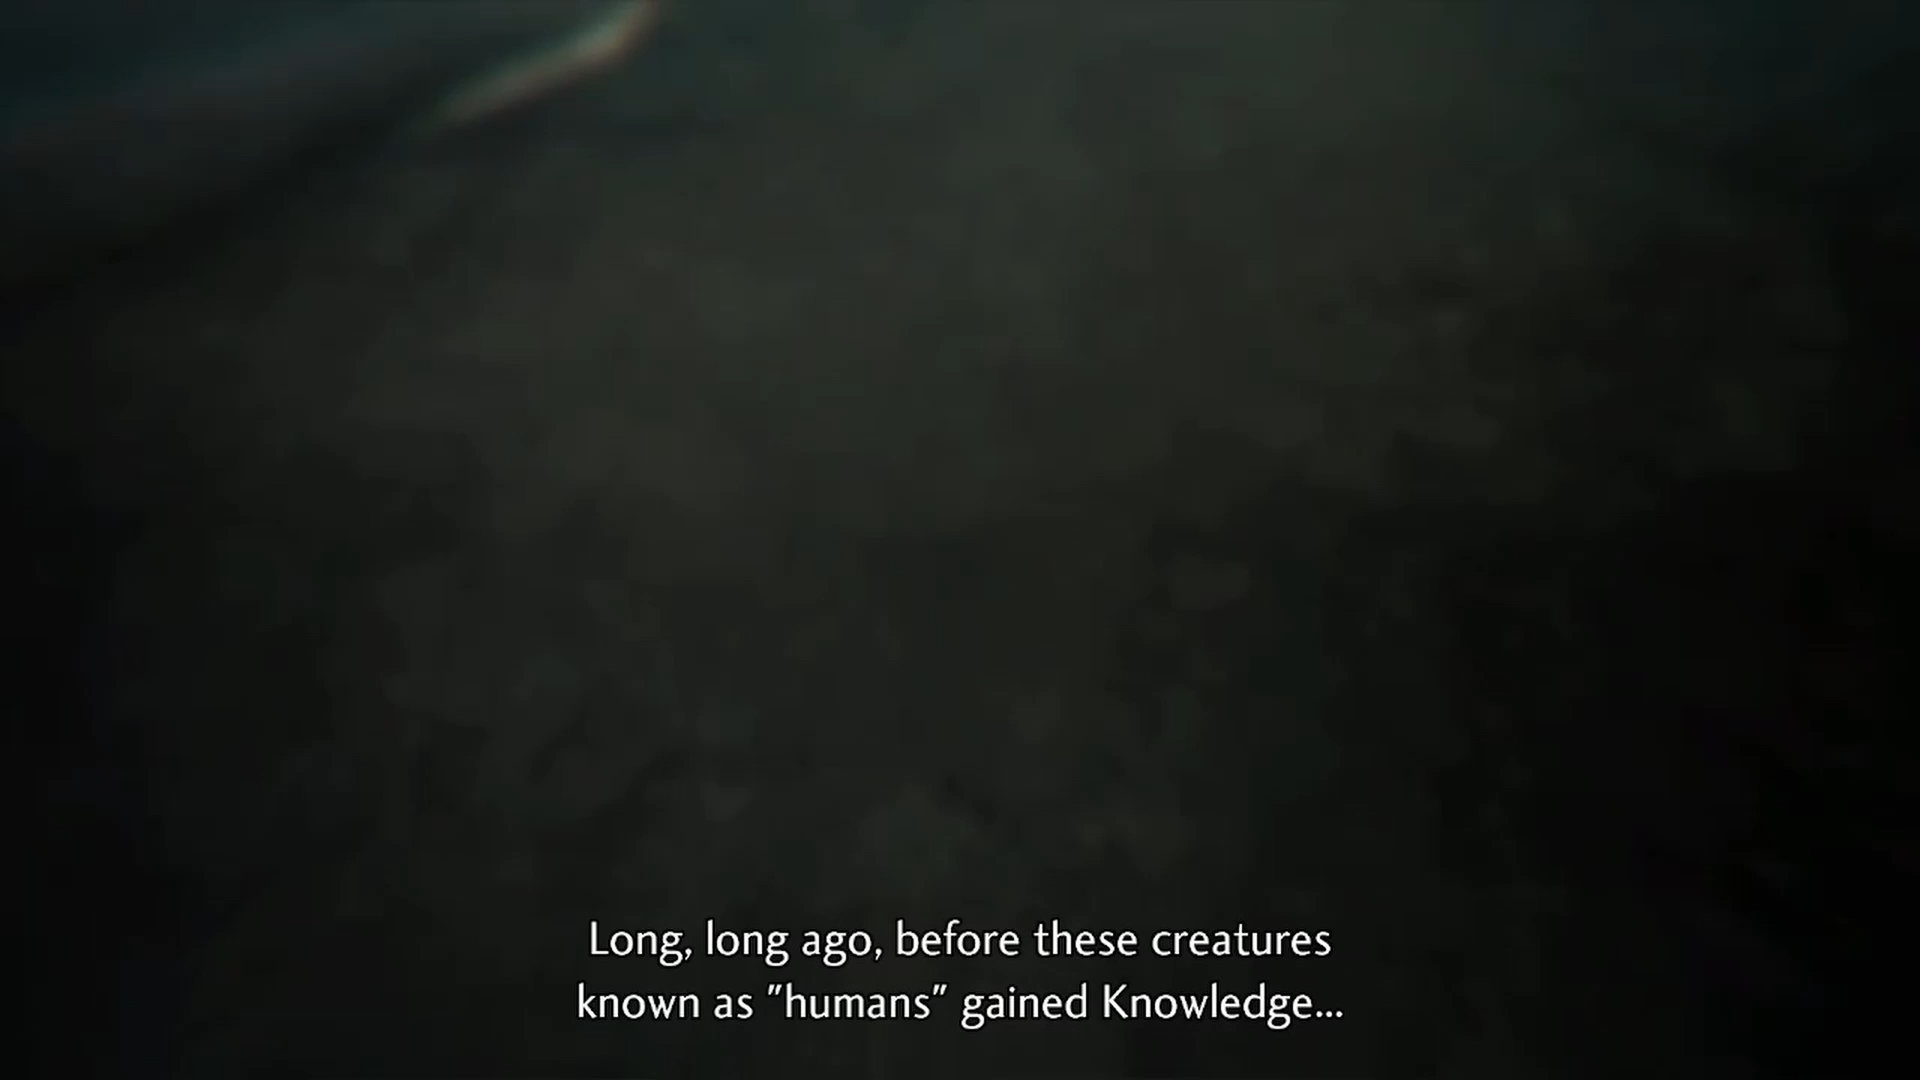 Long, long ago, before these creatures
known as "humans" gained Knowledge...